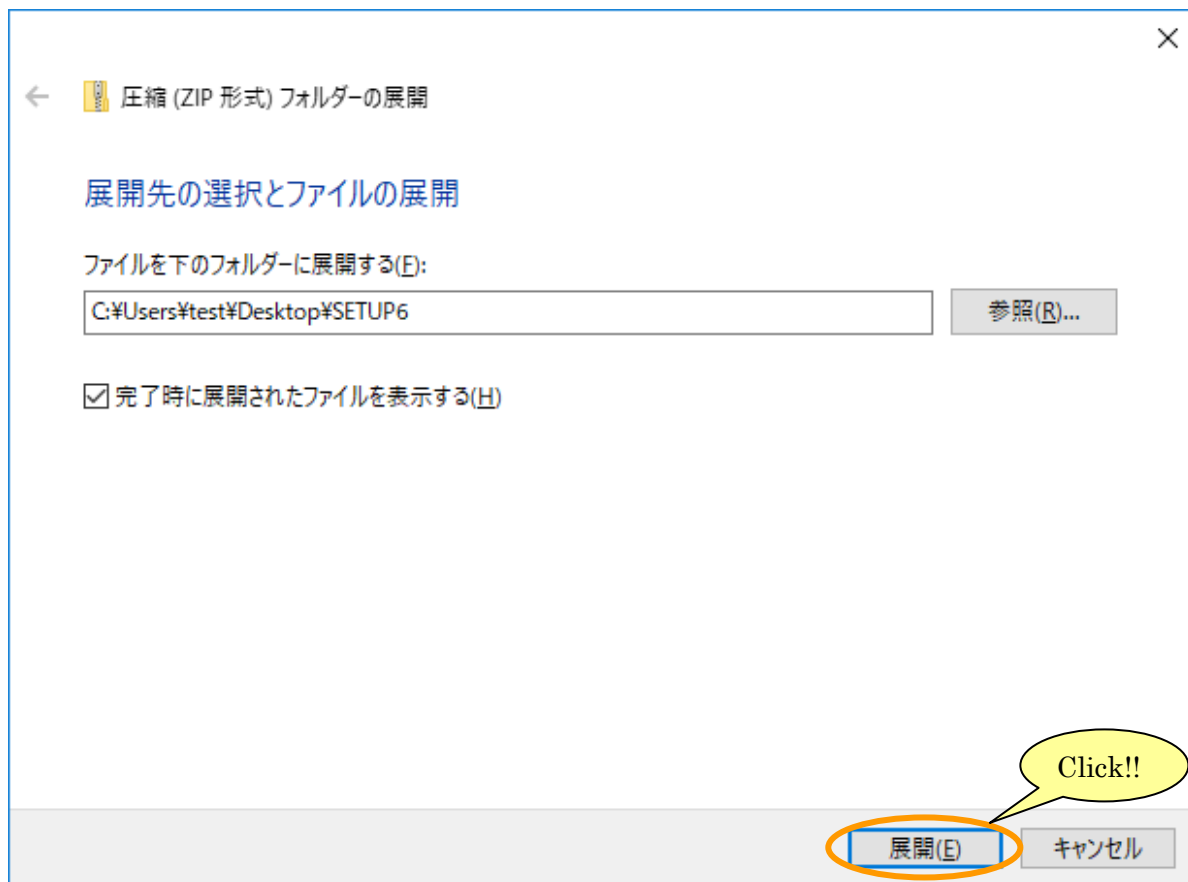 圧縮 (ZIP 形式) フォルダーの展開
展開先の選択とファイルの展開
ファイルを下のフォルダーに展開する(F):
C:¥Users¥test¥Desktop¥SETUP6
参照(R)...
完了時に展開されたファイルを表示する(H)
Click!!
展開(E)
キャンセル